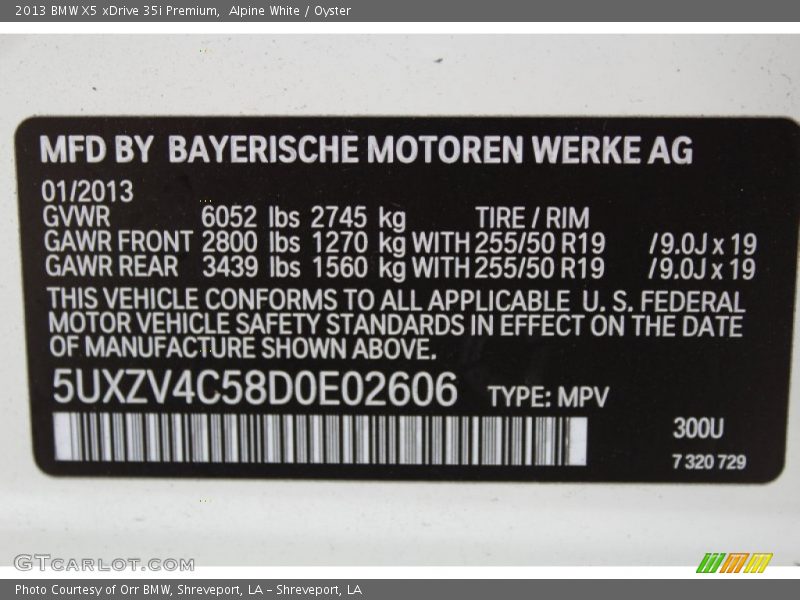 2013 BMW X5 xDrive 35i Premium,  Alpine White / Oyster
MFD BY BAYERISCHE MOTOREN WERKE AG
01/2013
GVWR 6052 lbs 2745 kg TIRE / RIM
GAWR FRONT 2800 lbs 1270 kg WITH 255/50 R19 /9.0J x 19
GAWR REAR 3439 lbs 1560 kg WITH 255/50 R19 /9.0J x 19
THIS VEHICLE CONFORMS TO ALL APPLICABLE U. S. FEDERAL
MOTOR VEHICLE SAFETY STANDARDS IN EFFECT ON THE DATE
OF MANUFACTURE SHOWN ABOVE.
5UXZV4C58D0E02606 TYPE: MPV
300U
7 320 729
GTCARLOT.COM
Photo Courtesy of Orr BMW, Shreveport, LA – Shreveport, LA